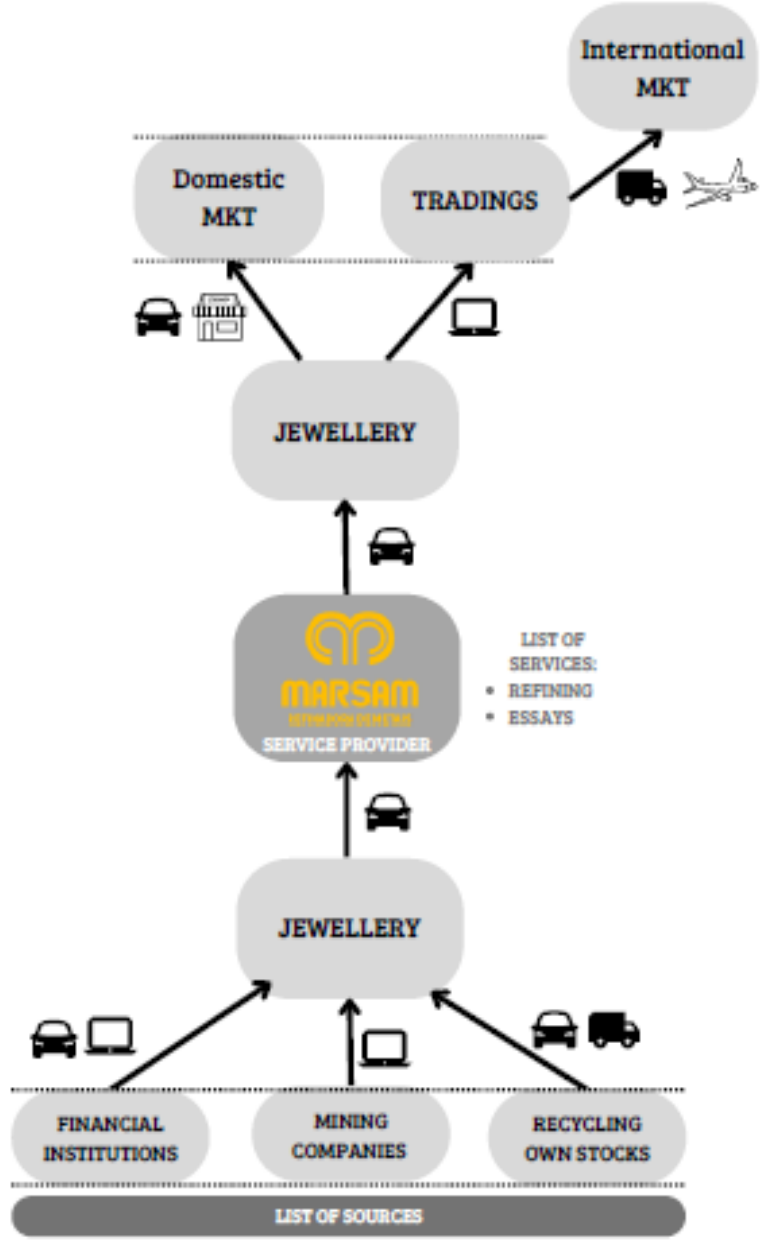 International
MKT
Domestic
MKT
TRADINGS
JEWELLERY
MARSAM
SERVICE PROVIDER
LIST OF
SERVICES:
• REFINING
• ESSAYS
JEWELLERY
FINANCIAL
INSTITUTIONS
MINING
COMPANIES
RECYCLING
OWN STOCKS
LIST OF SOURCES